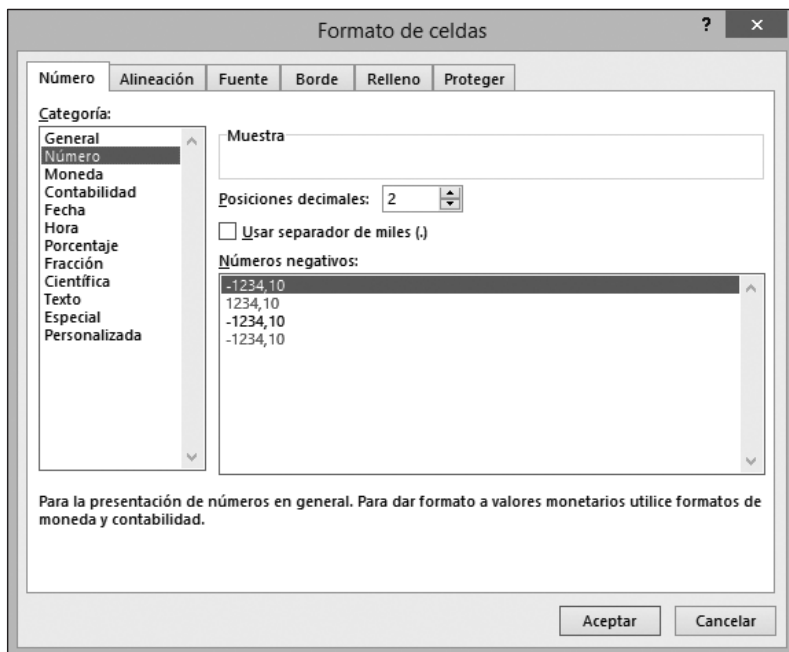 Formato de celdas
? ×
Número Alineación Fuente Borde Relleno Proteger
Categoría:
General
Número
Moneda
Contabilidad
Fecha
Hora
Porcentaje
Fracción
Científica
Texto
Especial
Personalizada
Muestra
Posiciones decimales: 2
Usar separador de miles (.)
Números negativos:
-1234,10
1234,10
-1234,10
-1234,10
Para la presentación de números en general. Para dar formato a valores monetarios utilice formatos de
moneda y contabilidad.
Aceptar Cancelar